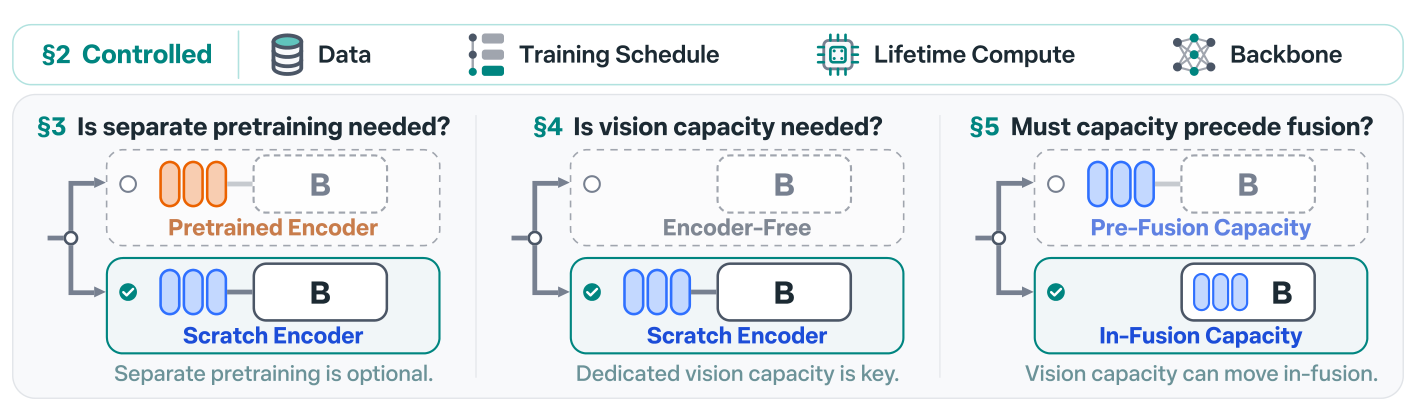 §2 Controlled
Data
Training Schedule
Lifetime Compute
Backbone
§3 Is separate pretraining needed?
B
Pretrained Encoder
B
Scratch Encoder
Separate pretraining is optional.
§4 Is vision capacity needed?
B
Encoder-Free
B
Scratch Encoder
Dedicated vision capacity is key.
§5 Must capacity precede fusion?
B
Pre-Fusion Capacity
B
In-Fusion Capacity
Vision capacity can move in-fusion.